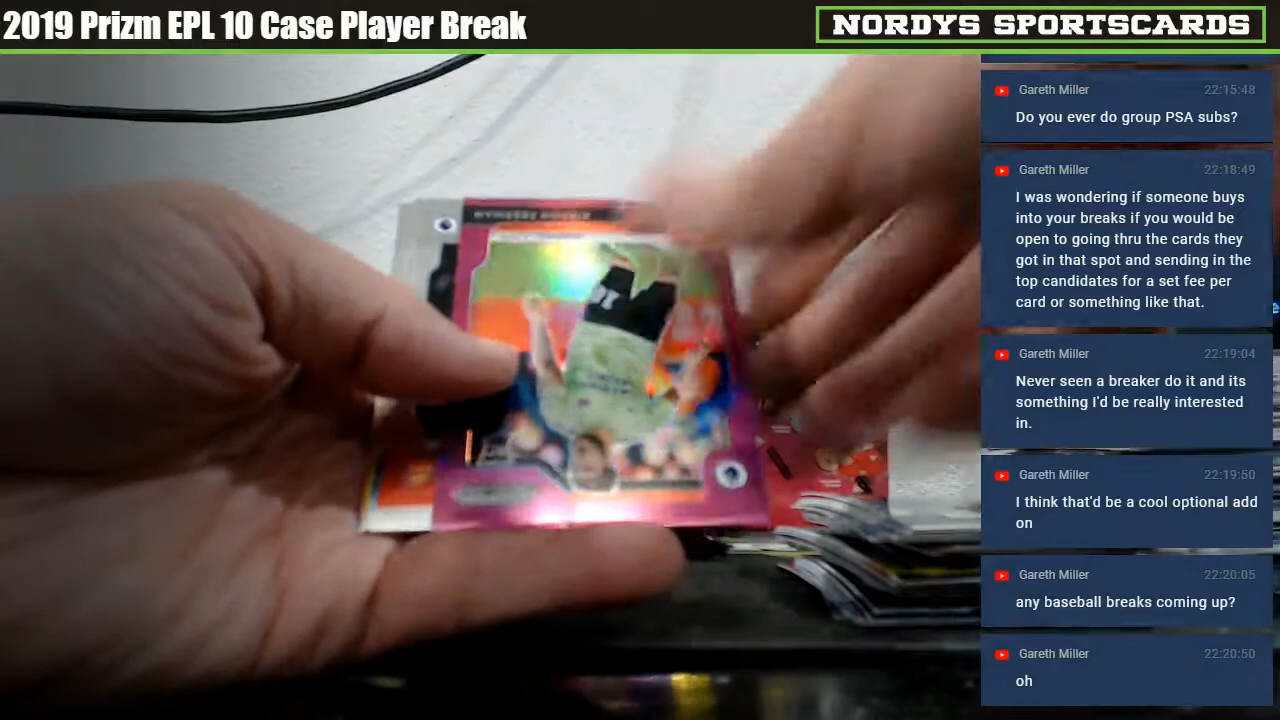 2019 Prizm EPL 10 Case Player Break
NORDYS SPORTSCARDS
Gareth Miller 22:15:48
Do you ever do group PSA subs?
Gareth Miller 22:18:49
I was wondering if someone buys
into your breaks if you would be
open to going thru the cards they
got in that spot and sending in the
top candidates for a set fee per
card or something like that.
Gareth Miller 22:19:04
Never seen a breaker do it and its
something I'd be really interested
in.
Gareth Miller 22:19:50
I think that'd be a cool optional add
on
Gareth Miller 22:20:05
any baseball breaks coming up?
Gareth Miller 22:20:50
oh